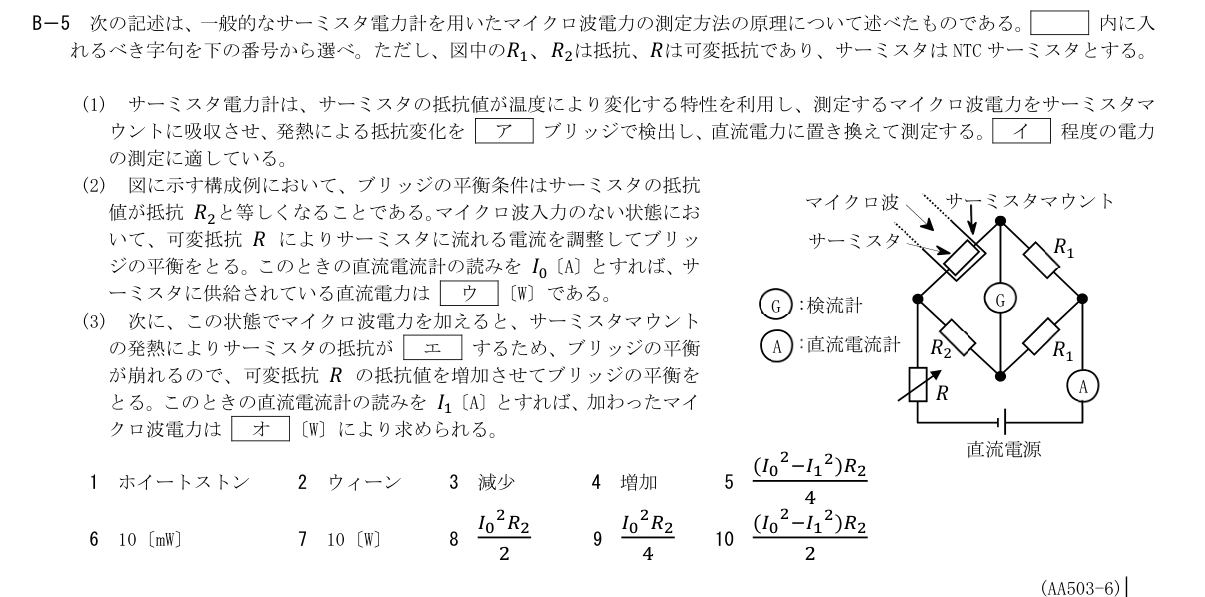 B－5 次の記述は、一般的なサーミスタ電力計を用いたマイクロ波電力の測定方法の原理について述べたものである。 内に入
れるべき字句を下の番号から選べ。ただし、図中のR₁、R₂は抵抗、Rは可変抵抗であり、サーミスタは NTC サーミスタとする。
(1) サーミスタ電力計は、サーミスタの抵抗値が温度により変化する特性を利用し、測定するマイクロ波電力をサーミスタマ
ウントに吸収させ、発熱による抵抗変化を ア ブリッジで検出し、直流電力に置き換えて測定する。 イ 程度の電力
の測定に適している。
(2) 図に示す構成例において、ブリッジの平衡条件はサーミスタの抵抗
値が抵抗 R₂と等しくなることである。マイクロ波入力のない状態にお
いて、可変抵抗 R によりサーミスタに流れる電流を調整してブリッ
ジの平衡をとる。このときの直流電流計の読みを I₀〔A〕とすれば、サ
ーミスタに供給されている直流電力は ウ 〔W〕である。
(3) 次に、この状態でマイクロ波電力を加えると、サーミスタマウント
の発熱によりサーミスタの抵抗が エ するため、ブリッジの平衡
が崩れるので、可変抵抗 R の抵抗値を増加させてブリッジの平衡を
とる。このときの直流電流計の読みを I₁〔A〕とすれば、加わったマイ
クロ波電力は オ 〔W〕により求められる。
マイクロ波 サーミスタマウント
サーミスタ
R₁
G
G :検流計
A :直流電流計
R₂ R₁
R A
直流電源
1 ホイートストン 2 ウィーン 3 減少 4 増加 5 (I₀²−I₁²)R₂/4
6 10〔mW〕 7 10〔W〕 8 I₀²R₂/2 9 I₀²R₂/4 10 (I₀²−I₁²)R₂/2
(AA503-6)